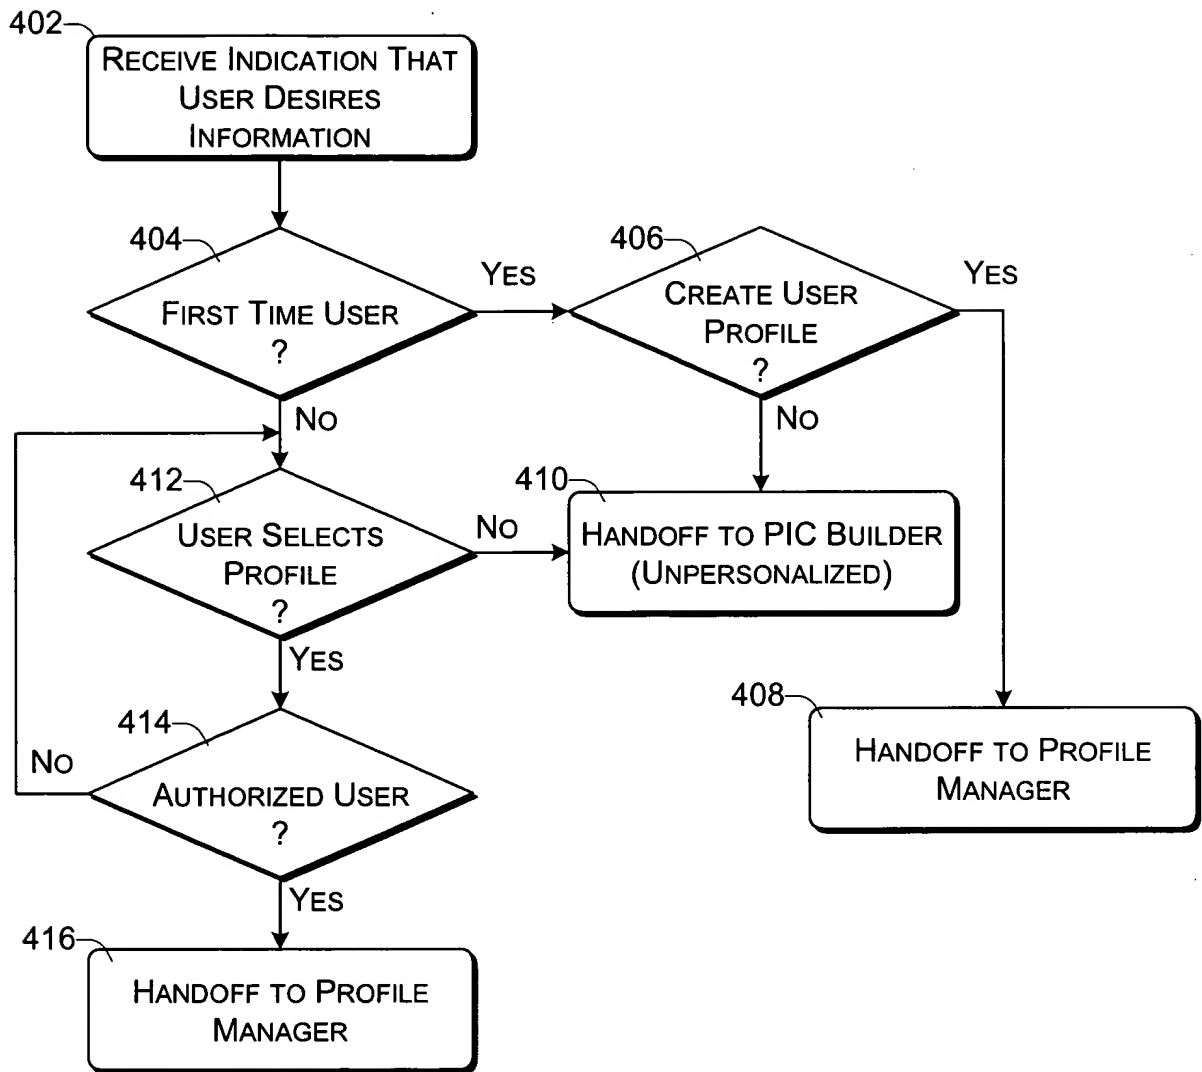 402
RECEIVE INDICATION THAT
USER DESIRES
INFORMATION
404
FIRST TIME USER
?
YES
406
CREATE USER
PROFILE
?
YES
NO
NO
412
USER SELECTS
PROFILE
?
NO
410
HANDOFF TO PIC BUILDER
(UNPERSONALIZED)
YES
414
AUTHORIZED USER
?
NO
408
HANDOFF TO PROFILE
MANAGER
YES
416
HANDOFF TO PROFILE
MANAGER